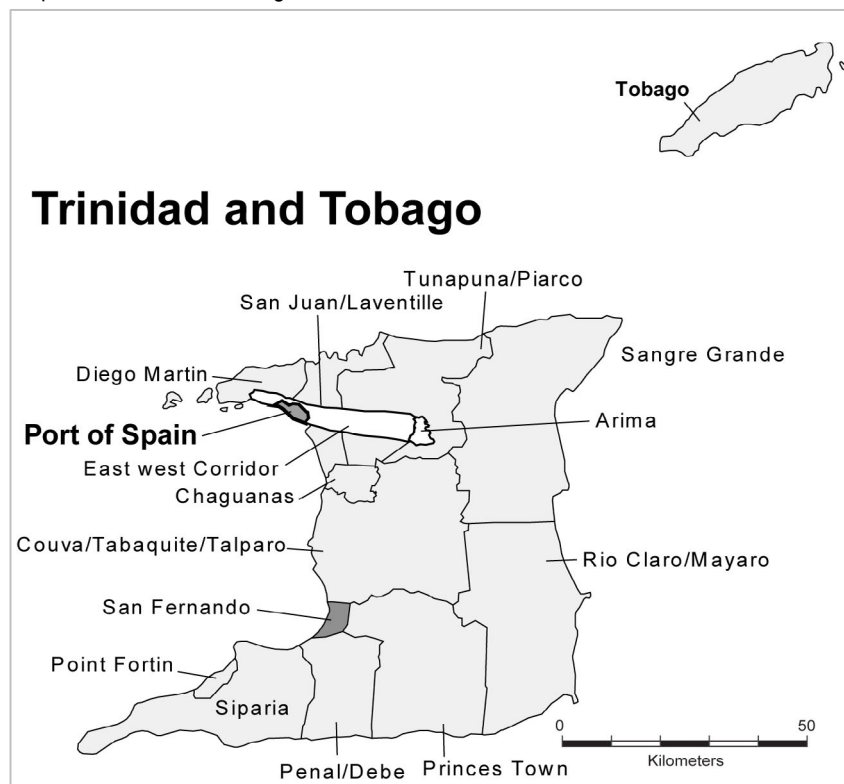 Tobago
Trinidad and Tobago
Tunapuna/Piarco
San Juan/Laventille
Sangre Grande
Diego Martin
Arima
Port of Spain
East west Corridor
Chaguanas
Couva/Tabaquite/Talparo
Rio Claro/Mayaro
San Fernando
Point Fortin
Siparia
0 50
Kilometers
Penal/Debe
Princes Town